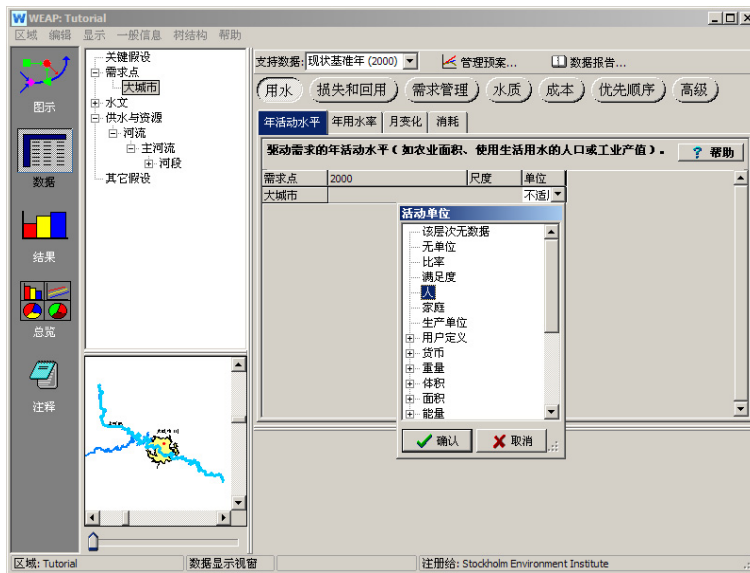 WEAP: Tutorial
区域 编辑 显示 一般信息 树结构 帮助
图示
数据
结果
总览
注释
关键假设
需求点
大城市
水文
供水与资源
河流
主河流
河段
其它假设
支持数据: 现状基准年 (2000) 管理预案... 数据报告...
用水 损失和回用 需求管理 水质 成本 优先顺序 高级
年活动水平 年用水率 月变化 消耗
驱动需求的年活动水平(如农业面积、使用生活用水的人口或工业产值)。 ? 帮助
需求点 2000 尺度 单位
大城市 不适
活动单位
该层次无数据
无单位
比率
满足度
人
家庭
生产单位
用户定义
货币
重量
体积
面积
能量
确认 取消
区域: Tutorial 数据显示视窗 注册给: Stockholm Environment Institute